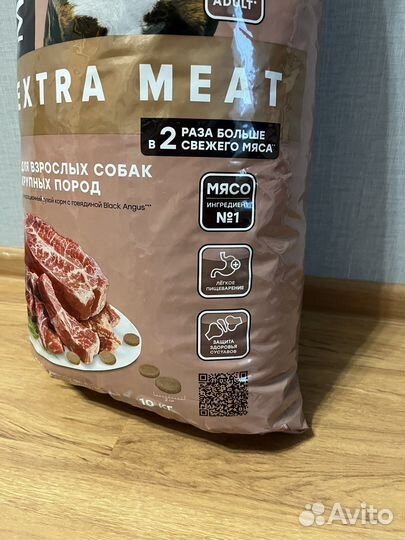 ADULT*
EXTRA MEAT
В 2 РАЗА БОЛЬШЕ
СВЕЖЕГО МЯСА**
ДЛЯ ВЗРОСЛЫХ СОБАК
КРУПНЫХ ПОРОД
сухой корм с говядиной Black Angus***
МЯСО
ИНГРЕДИЕНТ
№1
ЛЁГКОЕ
ПИЩЕВАРЕНИЕ
ЗАЩИТА
ЗДОРОВЬЯ
СУСТАВОВ
10 КГ
Avito